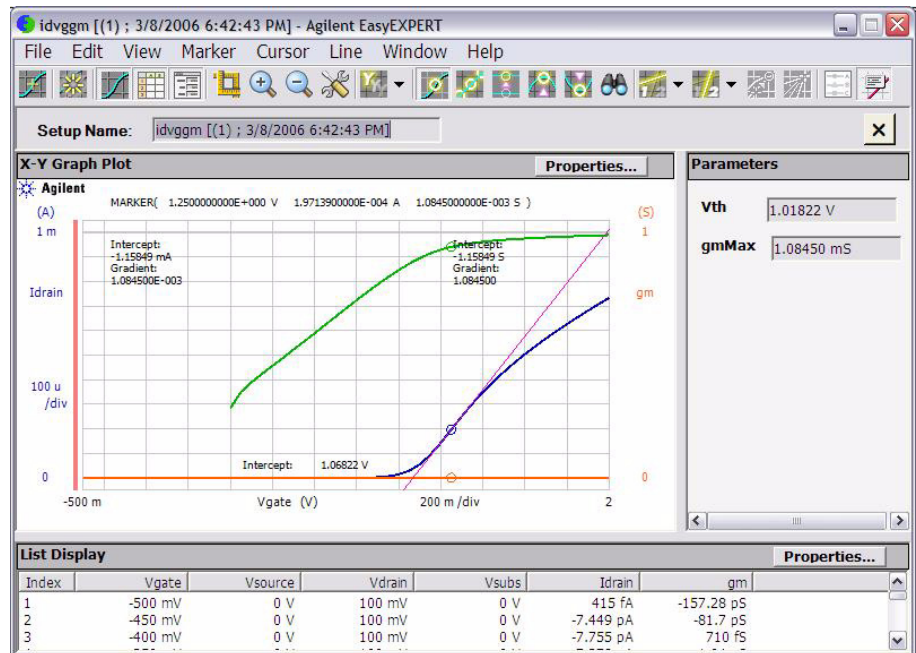 idvggm [(1) ; 3/8/2006 6:42:43 PM] - Agilent EasyEXPERT
File Edit View Marker Cursor Line Window Help
Setup Name: idvggm [(1) ; 3/8/2006 6:42:43 PM]
X-Y Graph Plot Properties...
Agilent
MARKER( 1.2500000000E+000 V 1.9713900000E-004 A 1.0845000000E-003 S )
(A) (S)
1 m 1
Intercept: Intercept:
-1.15849 mA -1.15849 S
Gradient: Gradient:
1.084500E-003 1.084500
Idrain gm
100 u
/div
Intercept: 1.06822 V
0 0
-500 m Vgate (V) 200 m /div 2
Parameters
Vth 1.01822 V
gmMax 1.08450 mS
List Display Properties...
Index Vgate Vsource Vdrain Vsubs Idrain gm
1 -500 mV 0 V 100 mV 0 V 415 fA -157.28 pS
2 -450 mV 0 V 100 mV 0 V -7.449 pA -81.7 pS
3 -400 mV 0 V 100 mV 0 V -7.755 pA 710 fS